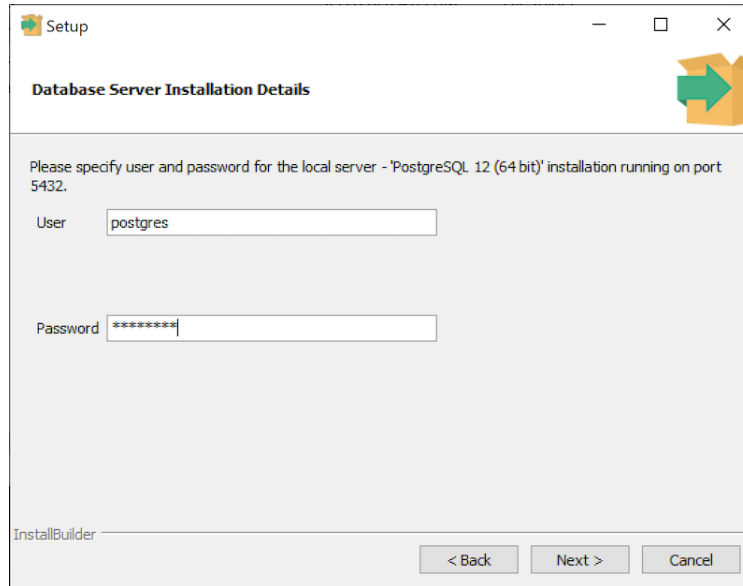 Setup
Database Server Installation Details
Please specify user and password for the local server - 'PostgreSQL 12 (64 bit)' installation running on port
5432.
User postgres
Password ********
InstallBuilder
< Back Next > Cancel